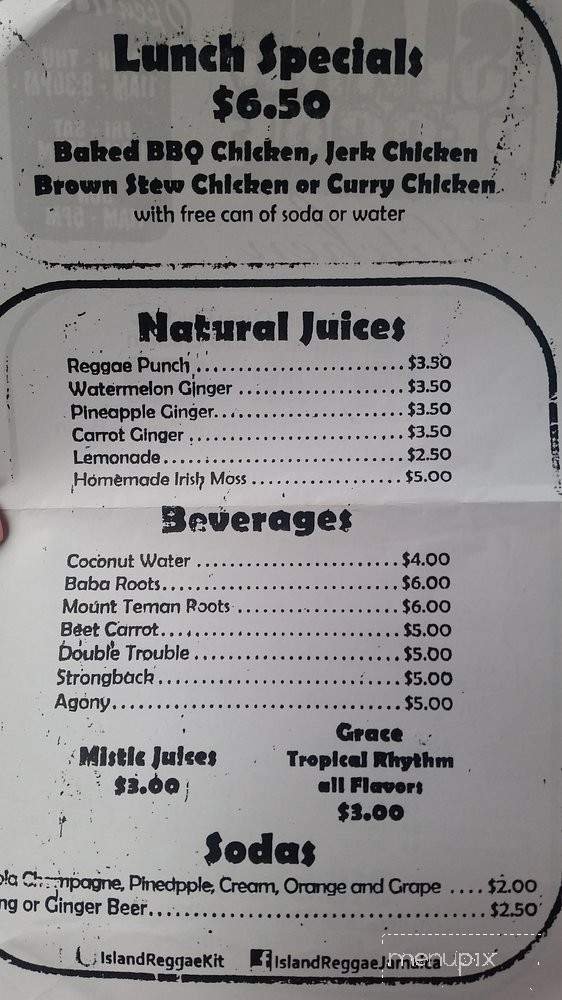 Lunch Specials
$6.50
Baked BBQ Chicken, Jerk Chicken
Brown Stew Chicken or Curry Chicken
with free can of soda or water
Natural Juices
Reggae Punch ........................ $3.50
Watermelon Ginger ................... $3.50
Pineapple Ginger..................... $3.50
Carrot Ginger ....................... $3.50
Lemonade............................. $2.50
Homemade Irish Moss ................. $5.00
Beverages
Coconut Water ....................... $4.00
Baba Roots........................... $6.00
Mount Teman Roots ................... $6.00
Beet Carrot.......................... $5.00
Double Trouble ...................... $5.00
Strongback .......................... $5.00
Agony................................ $5.00
Mistic Juices
$3.00
Grace
Tropical Rhythm
all Flavors
$3.00
Sodas
Champagne, Pineapple, Cream, Orange and Grape .... $2.00
or Ginger Beer....................................... $2.50
IslandReggaeKit
IslandReggaeJamaica
menupix